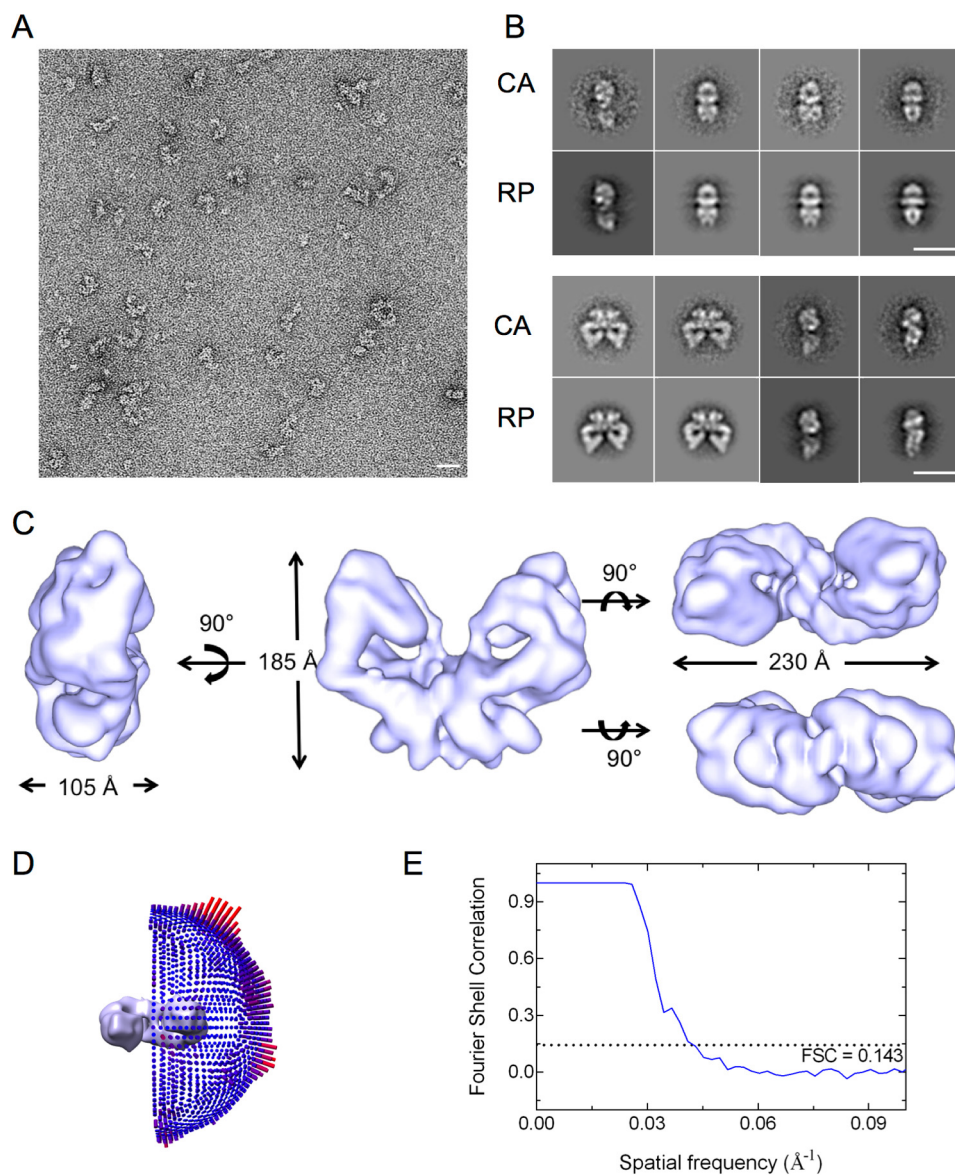 A
B
CA
RP
CA
RP
C
90°
185 Å
105 Å
90°
230 Å
90°
D
E
Fourier Shell Correlation
0.9
0.6
0.3
0.0
FSC = 0.143
0.00
0.03
0.06
0.09
Spatial frequency (Å⁻¹)